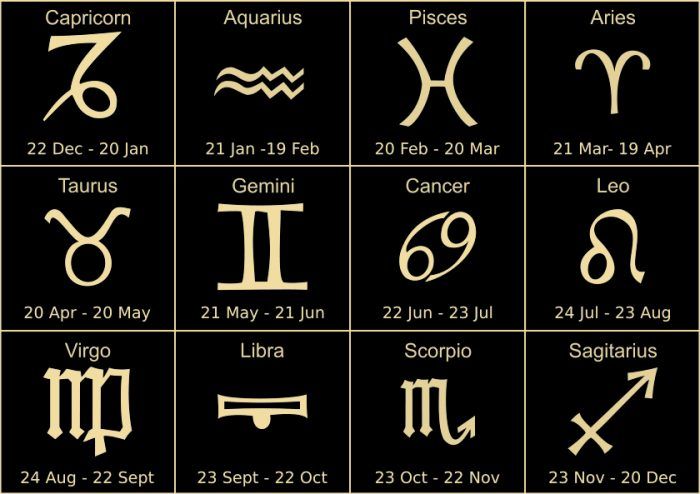 Capricorn
22 Dec - 20 Jan
Aquarius
21 Jan -19 Feb
Pisces
20 Feb - 20 Mar
Aries
21 Mar- 19 Apr
Taurus
20 Apr - 20 May
Gemini
21 May - 21 Jun
Cancer
22 Jun - 23 Jul
Leo
24 Jul - 23 Aug
Virgo
24 Aug - 22 Sept
Libra
23 Sept - 22 Oct
Scorpio
23 Oct - 22 Nov
Sagitarius
23 Nov - 20 Dec